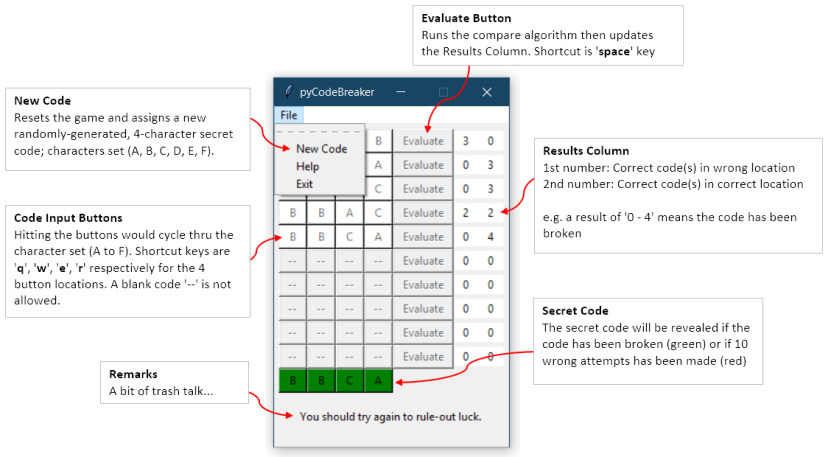 Evaluate Button
Runs the compare algorithm then updates
the Results Column. Shortcut is 'space' key
pyCodeBreaker
File
New Code
Resets the game and assigns a new
randomly-generated, 4-character secret
code; characters set (A, B, C, D, E, F).
New Code
Help
Exit
B Evaluate 3 0
A Evaluate 0 3
C Evaluate 0 3
B B A C Evaluate 2 2
B B C A Evaluate 0 4
-- -- -- -- Evaluate 0 0
-- -- -- -- Evaluate 0 0
-- -- -- -- Evaluate 0 0
-- -- -- -- Evaluate 0 0
-- -- -- -- Evaluate 0 0
B B C A
You should try again to rule-out luck.
Results Column
1st number: Correct code(s) in wrong location
2nd number: Correct code(s) in correct location
e.g. a result of '0 - 4' means the code has been
broken
Code Input Buttons
Hitting the buttons would cycle thru the
character set (A to F). Shortcut keys are
'q', 'w', 'e', 'r' respectively for the 4
button locations. A blank code '--' is not
allowed.
Secret Code
The secret code will be revealed if the
code has been broken (green) or if 10
wrong attempts has been made (red)
Remarks
A bit of trash talk...